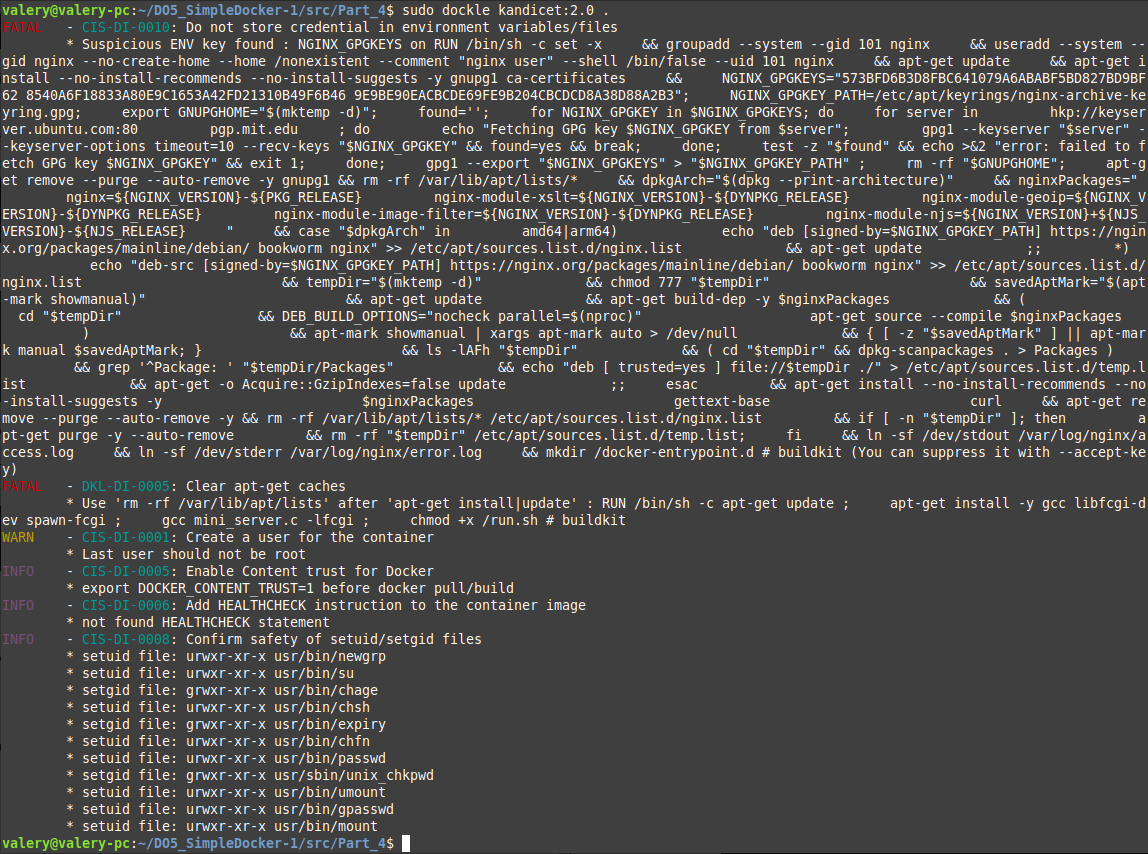 valery@valery-pc:~/DO5_SimpleDocker-1/src/Part_4$ sudo dockle kandicet:2.0 .
FATAL   - CIS-DI-0010: Do not store credential in environment variables/files
        * Suspicious ENV key found : NGINX_GPGKEYS on RUN /bin/sh -c set -x     && groupadd --system --gid 101 nginx     && useradd --system --
gid nginx --no-create-home --home /nonexistent --comment "nginx user" --shell /bin/false --uid 101 nginx     && apt-get update     && apt-get i
nstall --no-install-recommends --no-install-suggests -y gnupg1 ca-certificates     &&     NGINX_GPGKEYS="573BFD6B3D8FBC641079A6ABABF5BD827BD9BF
62 8540A6F18833A80E9C1653A42FD21310B49F6B46 9E9BE90EACBCDE69FE9B204CBCDCD8A38D88A2B3";     NGINX_GPGKEY_PATH=/etc/apt/keyrings/nginx-archive-ke
yring.gpg;     export GNUPGHOME="$(mktemp -d)";     found='';     for NGINX_GPGKEY in $NGINX_GPGKEYS; do     for server in         hkp://keyser
ver.ubuntu.com:80         pgp.mit.edu     ; do         echo "Fetching GPG key $NGINX_GPGKEY from $server";         gpg1 --keyserver "$server" -
-keyserver-options timeout=10 --recv-keys "$NGINX_GPGKEY" && found=yes && break;     done;     test -z "$found" && echo >&2 "error: failed to f
etch GPG key $NGINX_GPGKEY" && exit 1;     done;     gpg1 --export "$NGINX_GPGKEYS" > "$NGINX_GPGKEY_PATH" ;     rm -rf "$GNUPGHOME";     apt-g
et remove --purge --auto-remove -y gnupg1 && rm -rf /var/lib/apt/lists/*     && dpkgArch="$(dpkg --print-architecture)"     && nginxPackages="
        nginx=${NGINX_VERSION}-${PKG_RELEASE}         nginx-module-xslt=${NGINX_VERSION}-${DYNPKG_RELEASE}         nginx-module-geoip=${NGINX_V
ERSION}-${DYNPKG_RELEASE}         nginx-module-image-filter=${NGINX_VERSION}-${DYNPKG_RELEASE}         nginx-module-njs=${NGINX_VERSION}+${NJS_
VERSION}-${NJS_RELEASE}     "     && case "$dpkgArch" in         amd64|arm64)             echo "deb [signed-by=$NGINX_GPGKEY_PATH] https://ngin
x.org/packages/mainline/debian/ bookworm nginx" >> /etc/apt/sources.list.d/nginx.list             && apt-get update             ;;         *)
           echo "deb-src [signed-by=$NGINX_GPGKEY_PATH] https://nginx.org/packages/mainline/debian/ bookworm nginx" >> /etc/apt/sources.list.d/
nginx.list                         && tempDir="$(mktemp -d)"             && chmod 777 "$tempDir"                         && savedAptMark="$(apt
-mark showmanual)"                         && apt-get update             && apt-get build-dep -y $nginxPackages             && (
  cd "$tempDir"                 && DEB_BUILD_OPTIONS="nocheck parallel=$(nproc)"                     apt-get source --compile $nginxPackages
          )                         && apt-mark showmanual | xargs apt-mark auto > /dev/null             && { [ -z "$savedAptMark" ] || apt-mar
k manual $savedAptMark; }                         && ls -lAFh "$tempDir"             && ( cd "$tempDir" && dpkg-scanpackages . > Packages )
         && grep '^Package: ' "$tempDir/Packages"             && echo "deb [ trusted=yes ] file://$tempDir ./" > /etc/apt/sources.list.d/temp.l
ist             && apt-get -o Acquire::GzipIndexes=false update             ;;     esac         && apt-get install --no-install-recommends --no
-install-suggests -y                         $nginxPackages                         gettext-base                         curl     && apt-get re
move --purge --auto-remove -y && rm -rf /var/lib/apt/lists/* /etc/apt/sources.list.d/nginx.list         && if [ -n "$tempDir" ]; then         a
pt-get purge -y --auto-remove         && rm -rf "$tempDir" /etc/apt/sources.list.d/temp.list;     fi     && ln -sf /dev/stdout /var/log/nginx/a
ccess.log     && ln -sf /dev/stderr /var/log/nginx/error.log     && mkdir /docker-entrypoint.d # buildkit (You can suppress it with --accept-ke
y)
FATAL   - DKL-DI-0005: Clear apt-get caches
        * Use 'rm -rf /var/lib/apt/lists' after 'apt-get install|update' : RUN /bin/sh -c apt-get update ;     apt-get install -y gcc libfcgi-d
ev spawn-fcgi ;     gcc mini_server.c -lfcgi ;     chmod +x /run.sh # buildkit
WARN    - CIS-DI-0001: Create a user for the container
        * Last user should not be root
INFO    - CIS-DI-0005: Enable Content trust for Docker
        * export DOCKER_CONTENT_TRUST=1 before docker pull/build
INFO    - CIS-DI-0006: Add HEALTHCHECK instruction to the container image
        * not found HEALTHCHECK statement
INFO    - CIS-DI-0008: Confirm safety of setuid/setgid files
        * setuid file: urwxr-xr-x usr/bin/newgrp
        * setuid file: urwxr-xr-x usr/bin/su
        * setgid file: grwxr-xr-x usr/bin/chage
        * setuid file: urwxr-xr-x usr/bin/chsh
        * setgid file: grwxr-xr-x usr/bin/expiry
        * setuid file: urwxr-xr-x usr/bin/chfn
        * setuid file: urwxr-xr-x usr/bin/passwd
        * setgid file: grwxr-xr-x usr/sbin/unix_chkpwd
        * setuid file: urwxr-xr-x usr/bin/umount
        * setuid file: urwxr-xr-x usr/bin/gpasswd
        * setuid file: urwxr-xr-x usr/bin/mount
valery@valery-pc:~/DO5_SimpleDocker-1/src/Part_4$